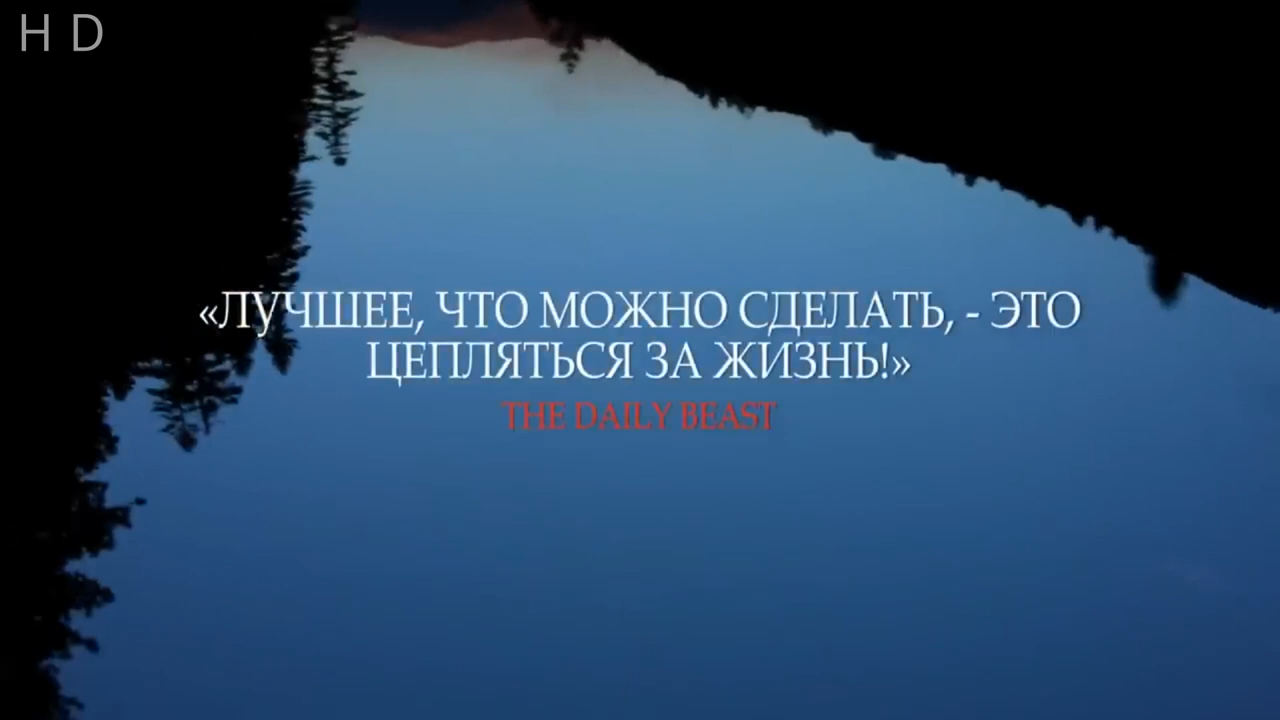 H D
«ЛУЧШЕЕ, ЧТО МОЖНО СДЕЛАТЬ, - ЭТО
ЦЕПЛЯТЬСЯ ЗА ЖИЗНЬ!»
THE DAILY BEAST